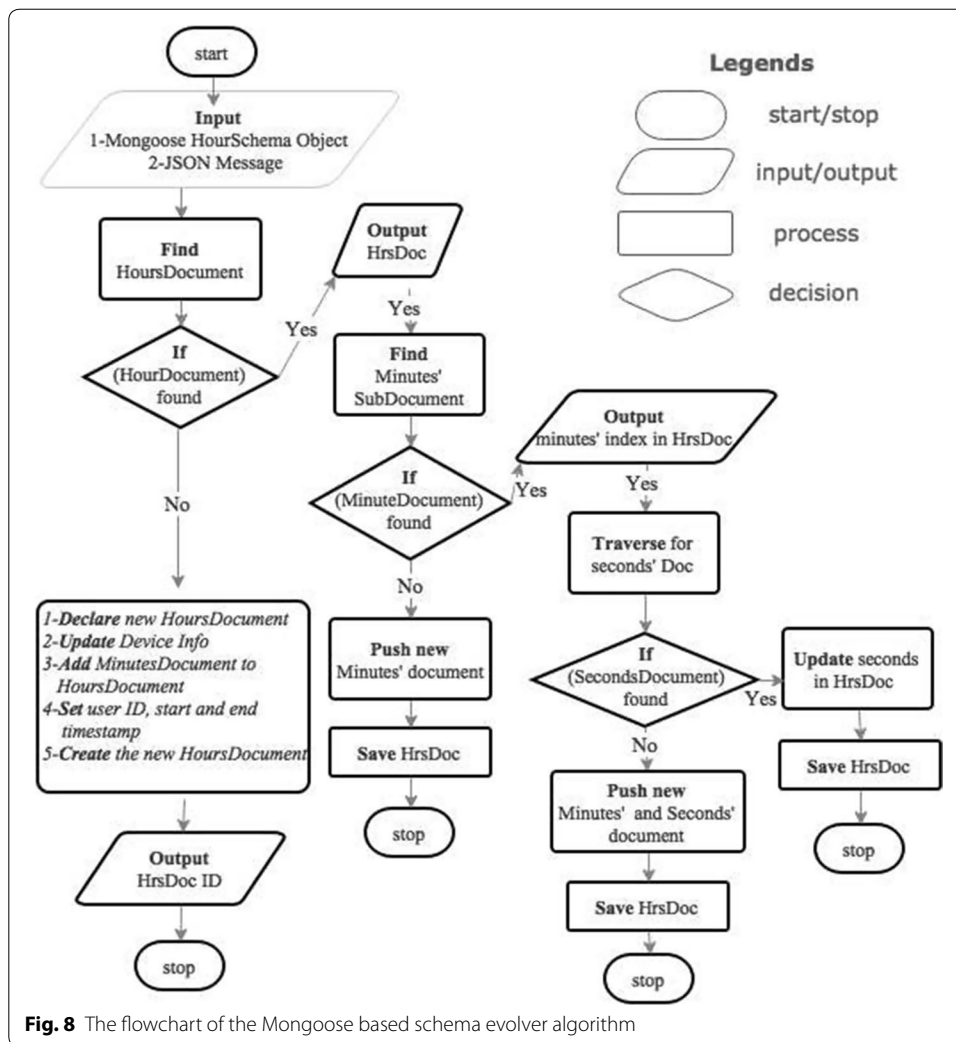 start
Input
1-Mongoose HourSchema Object
2-JSON Message
Find
HoursDocument
If
(HourDocument)
found
Yes
No
1-Declare new HoursDocument
2-Update Device Info
3-Add MinutesDocument to
HoursDocument
4-Set user ID, start and end
timestamp
5-Create the new HoursDocument
Output
HrsDoc ID
stop
Output
HrsDoc
Yes
Find
Minutes'
SubDocument
If
(MinuteDocument)
found
Yes
No
Push new
Minutes' document
Save HrsDoc
stop
Output
minutes' index in HrsDoc
Yes
Traverse for
seconds' Doc
If
(SecondsDocument)
found
Yes
No
Push new
Minutes' and Seconds'
document
Save HrsDoc
stop
Update seconds
in HrsDoc
Save HrsDoc
stop
Legends
start/stop
input/output
process
decision
Fig. 8 The flowchart of the Mongoose based schema evolver algorithm